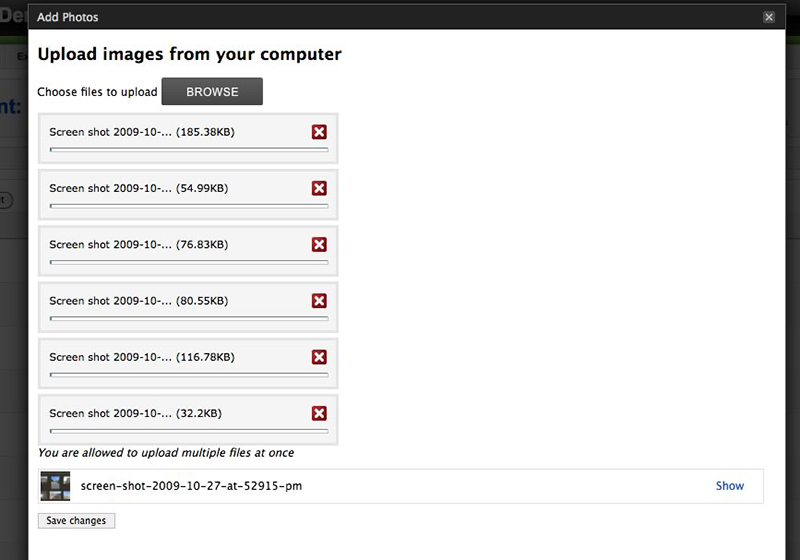 Add Photos
Upload images from your computer
Choose files to upload BROWSE
Screen shot 2009-10-... (185.38KB)
Screen shot 2009-10-... (54.99KB)
Screen shot 2009-10-... (76.83KB)
Screen shot 2009-10-... (80.55KB)
Screen shot 2009-10-... (116.78KB)
Screen shot 2009-10-... (32.2KB)
You are allowed to upload multiple files at once
screen-shot-2009-10-27-at-52915-pm Show
Save changes